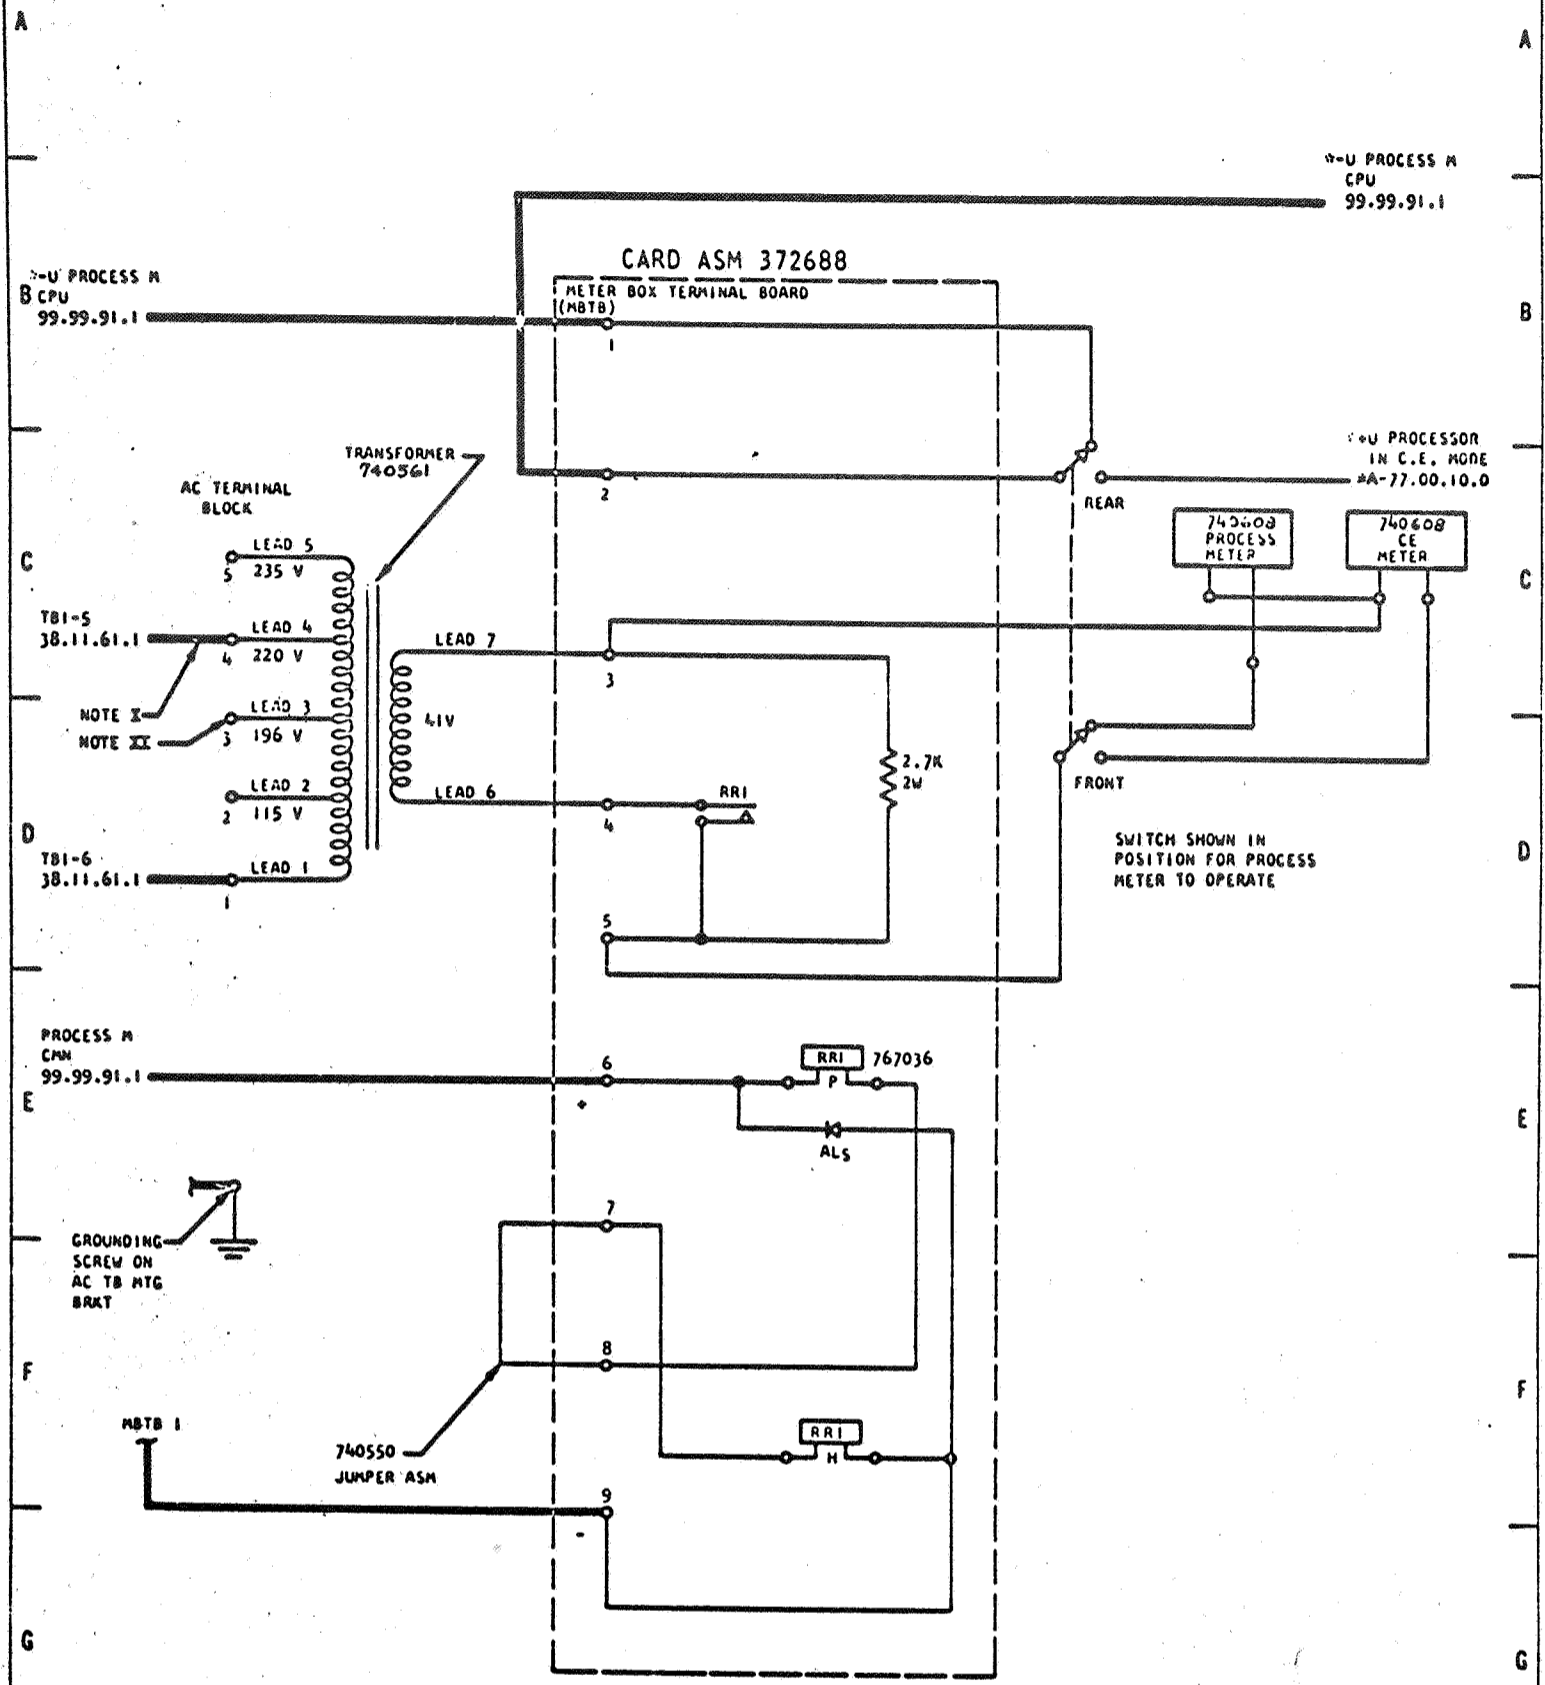 A
A
*-U PROCESS M
CPU
99.99.91.1
CARD ASM 372688
-U PROCESS M
B
CPU
99.99.91.1
METER BOX TERMINAL BOARD
(MBTB)
B
1
TRANSFORMER
740561
+U PROCESSOR
IN C.E. MODE
*A-77.00.10.0
AC TERMINAL
BLOCK
2
REAR
C
LEAD 5
5 235 V
PROCESS
METER
740608
CE
METER
C
TB1-5
38.11.61.1
LEAD 4
4 220 V
LEAD 7
3
NOTE X
NOTE XX
LEAD 3
3 196 V
41V
2.7K
2W
FRONT
LEAD 2
2 115 V
LEAD 6
4
RR1
D
SWITCH SHOWN IN
POSITION FOR PROCESS
METER TO OPERATE
D
TB1-6
38.11.61.1
LEAD 1
1
5
PROCESS M
CMN
99.99.91.1
6
+
RR1 767036
P
E
E
ALS
7
GROUNDING
SCREW ON
AC TB MTG
BRKT
8
F
F
MBTB 1
740550
JUMPER ASM
RR1
H
9
-
G
G